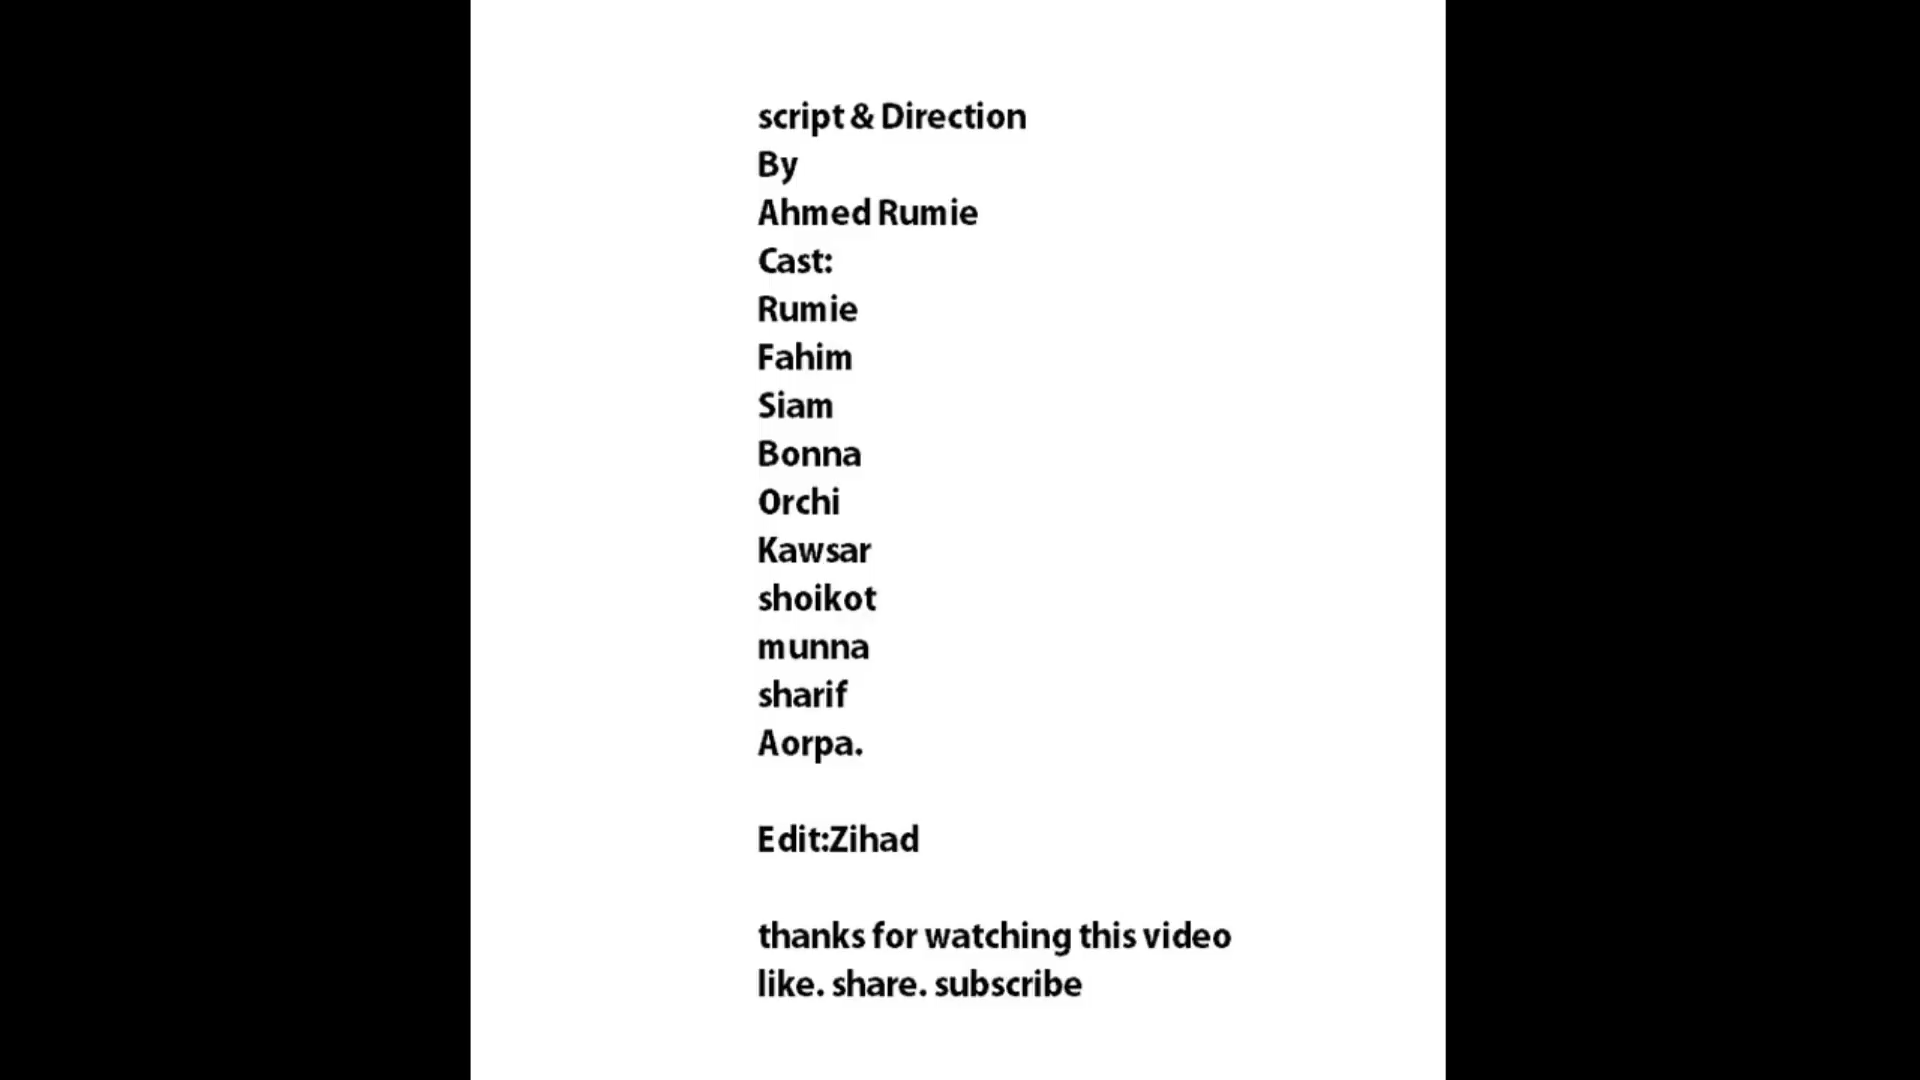 script & Direction
By
Ahmed Rumie
Cast:
Rumie
Fahim
Siam
Bonna
Orchi
Kawsar
shoikot
munna
sharif
Aorpa.
Edit:Zihad
thanks for watching this video
like. share. subscribe